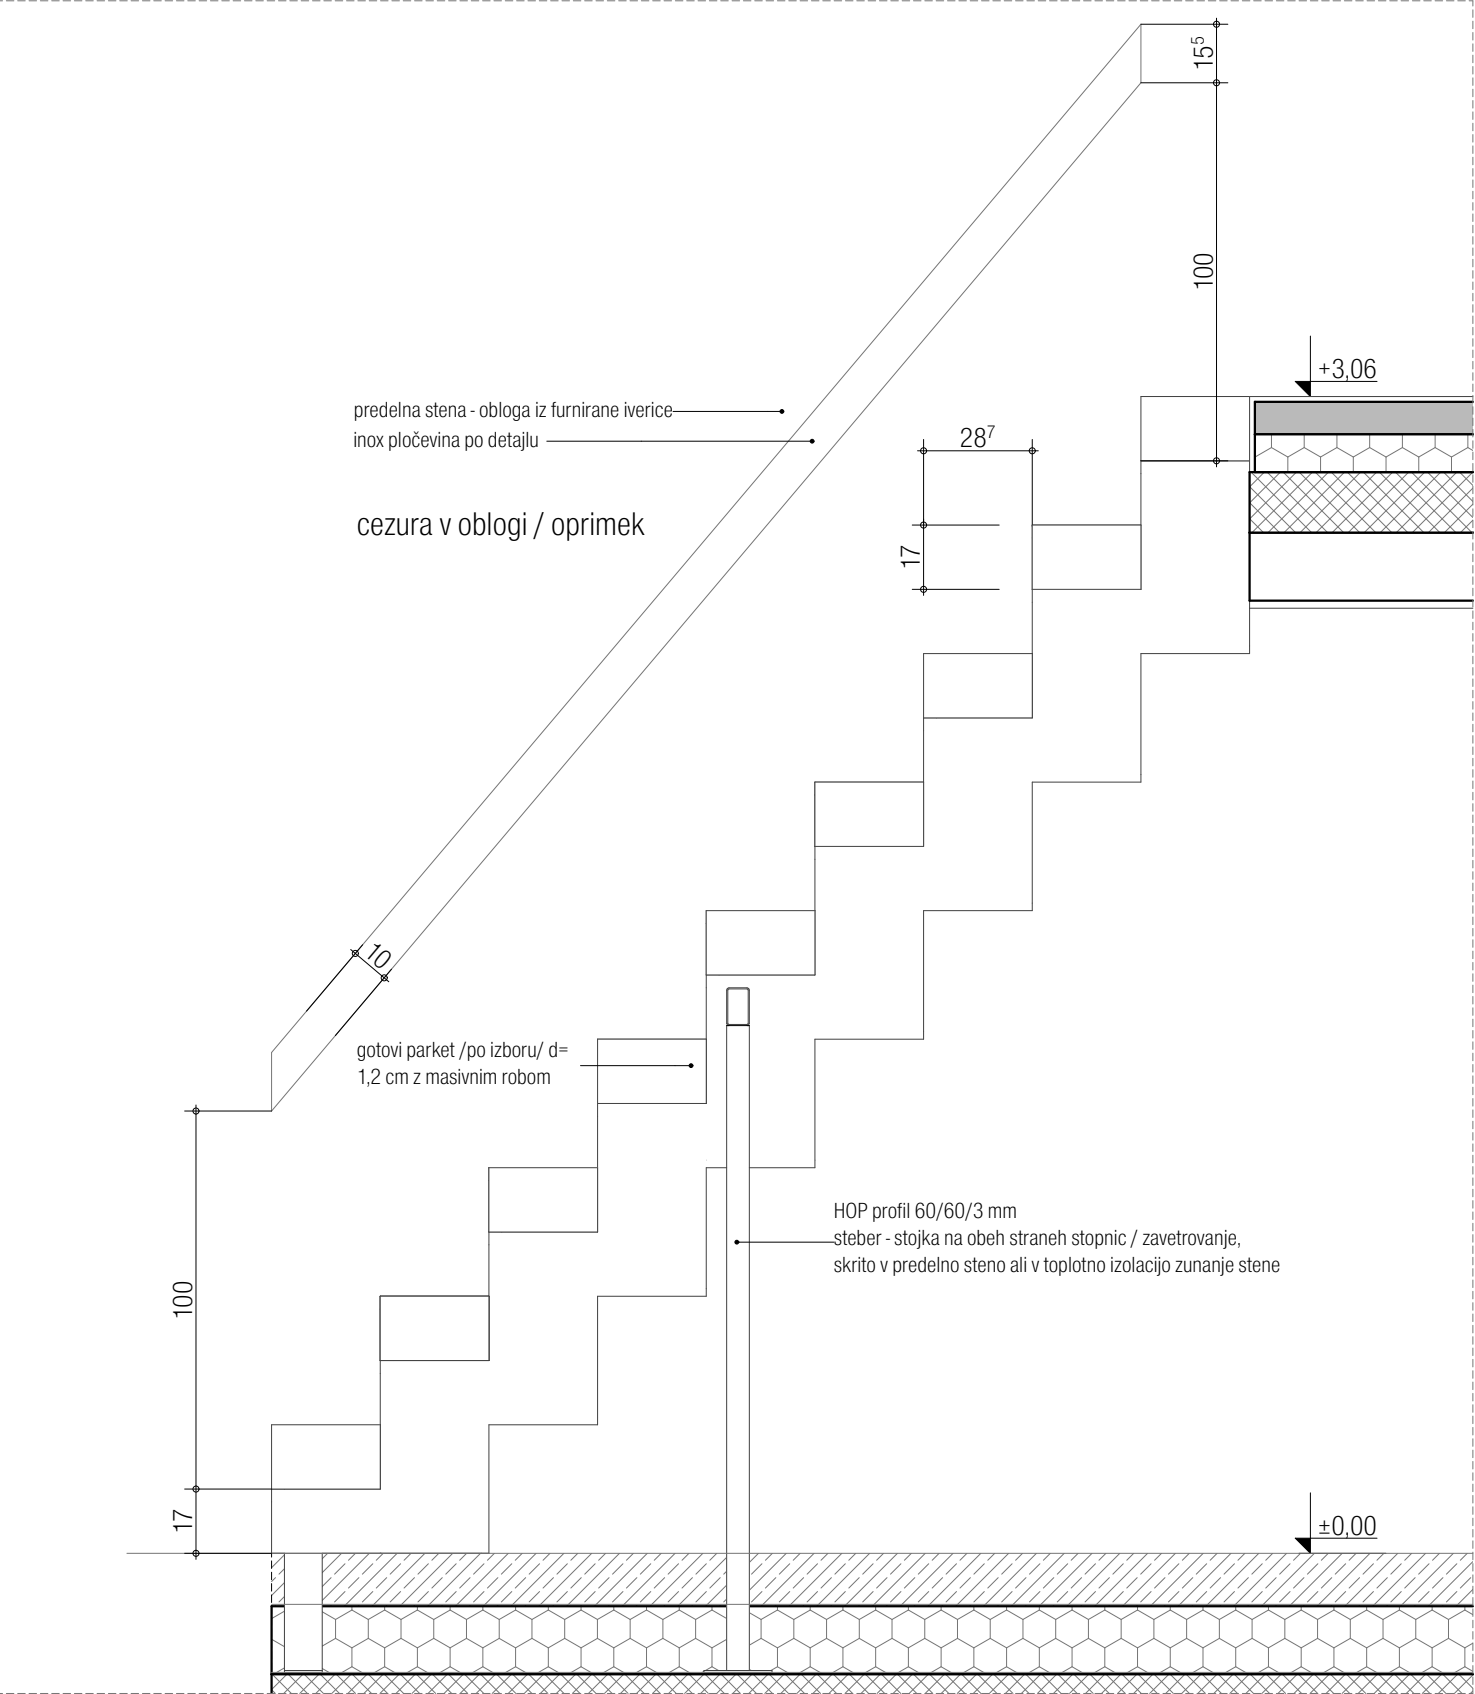 15⁵
100
+3,06
predelna stena - obloga iz furnirane iverice
inox pločevina po detajlu
28⁷
cezura v oblogi / oprimek
17
10
gotovi parket /po izboru/ d=
1,2 cm z masivnim robom
HOP profil 60/60/3 mm
steber - stojka na obeh straneh stopnic / zavetrovanje,
skrito v predelno steno ali v toplotno izolacijo zunanje stene
100
17
±0,00